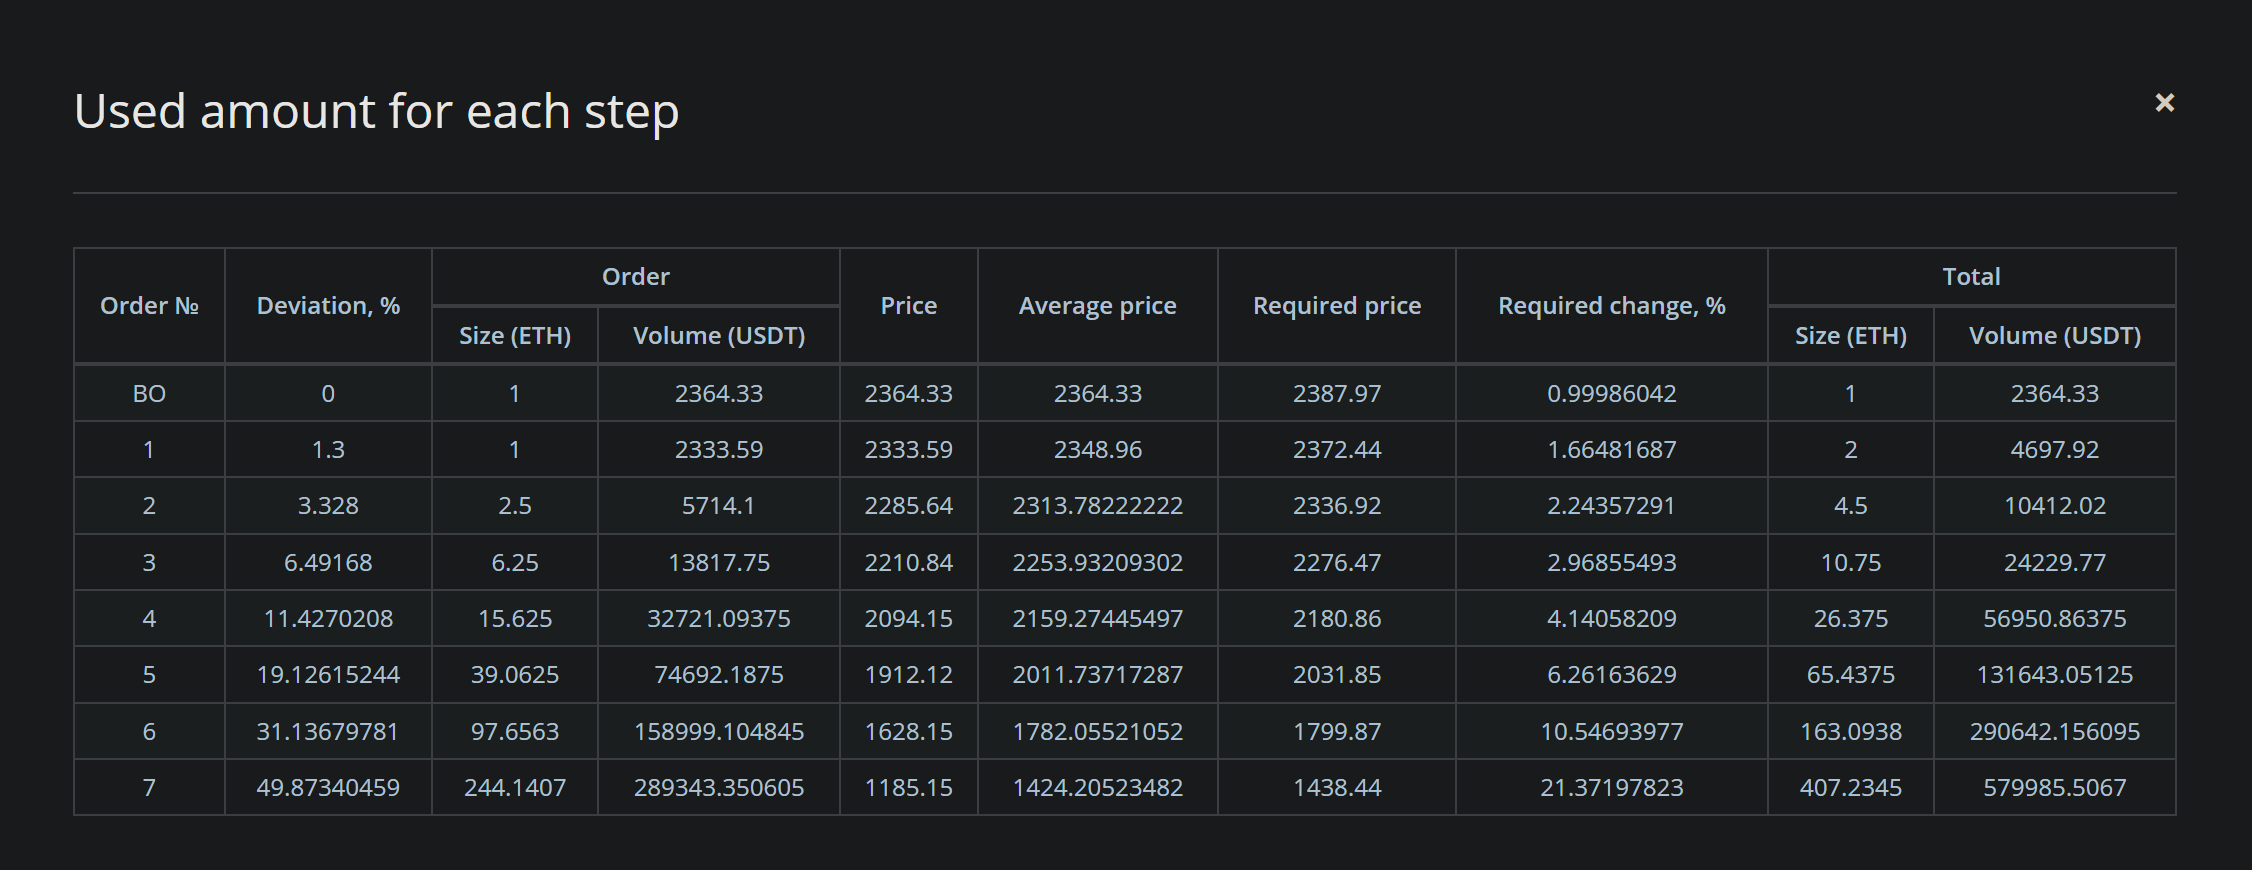 Used amount for each step
×
Order № Deviation, % Order Price Average price Required price Required change, % Total
Size (ETH) Volume (USDT) Size (ETH) Volume (USDT)
BO 0 1 2364.33 2364.33 2364.33 2387.97 0.99986042 1 2364.33
1 1.3 1 2333.59 2333.59 2348.96 2372.44 1.66481687 2 4697.92
2 3.328 2.5 5714.1 2285.64 2313.78222222 2336.92 2.24357291 4.5 10412.02
3 6.49168 6.25 13817.75 2210.84 2253.93209302 2276.47 2.96855493 10.75 24229.77
4 11.4270208 15.625 32721.09375 2094.15 2159.27445497 2180.86 4.14058209 26.375 56950.86375
5 19.12615244 39.0625 74692.1875 1912.12 2011.73717287 2031.85 6.26163629 65.4375 131643.05125
6 31.13679781 97.6563 158999.104845 1628.15 1782.05521052 1799.87 10.54693977 163.0938 290642.156095
7 49.87340459 244.1407 289343.350605 1185.15 1424.20523482 1438.44 21.37197823 407.2345 579985.5067